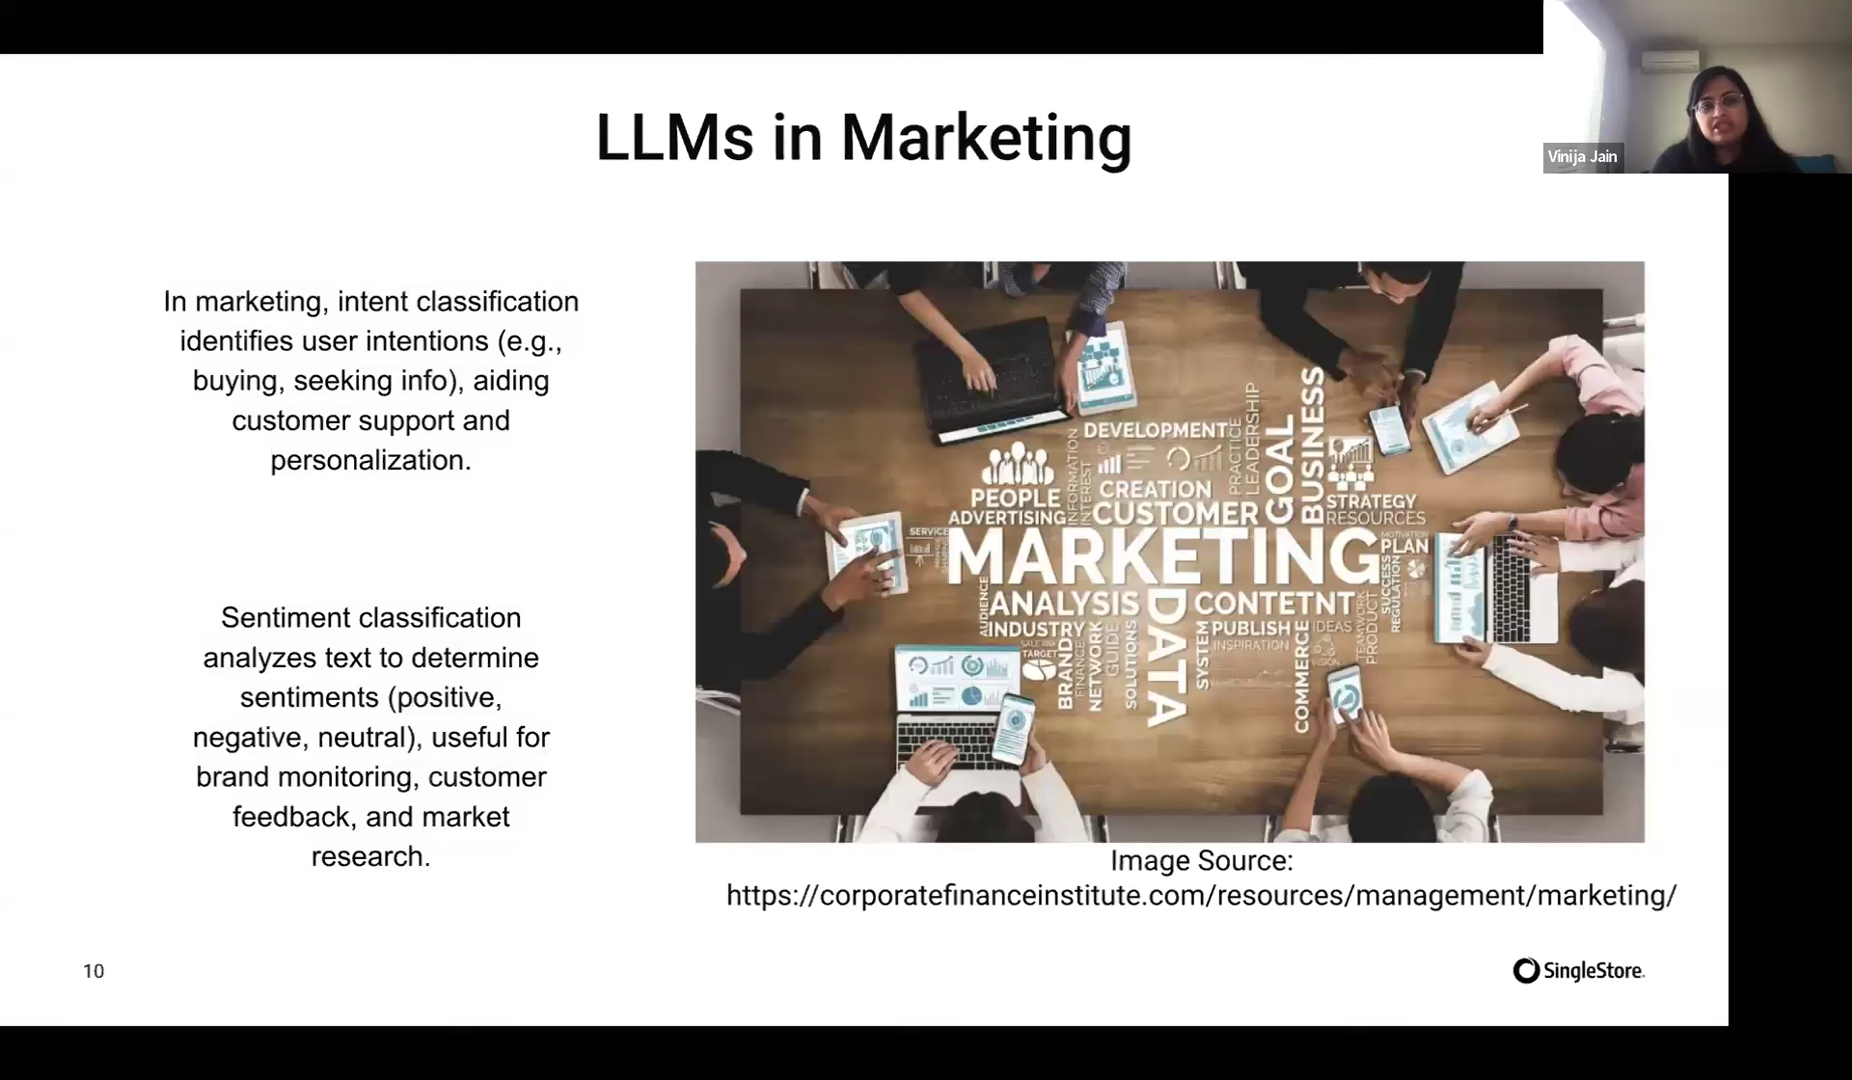 LLMs in Marketing
Vinija Jain
In marketing, intent classification
identifies user intentions (e.g.,
buying, seeking info), aiding
customer support and
personalization.
Sentiment classification
analyzes text to determine
sentiments (positive,
negative, neutral), useful for
brand monitoring, customer
feedback, and market
research.
DEVELOPMENT
PRACTICE
LEADERSHIP
GOAL
BUSINESS
INFORMATION
INTEREST
PEOPLE
ADVERTISING
CREATION
CUSTOMER
STRATEGY
RESOURCES
SERVICE
MARKETING
MOTIVATION
PLAN
SUCCESS
REGULATION
AUDIENCE
ANALYSIS
DATA
CONTETNT
INDUSTRY
SYSTEM
PUBLISH
IDEAS
TEAMWORK
PRODUCT
INSPIRATION
TARGET
BRAND
FINANCE
NETWORK
GUIDE
SOLUTIONS
COMMERCE
VISION
Image Source:
https://corporatefinanceinstitute.com/resources/management/marketing/
10
SingleStore